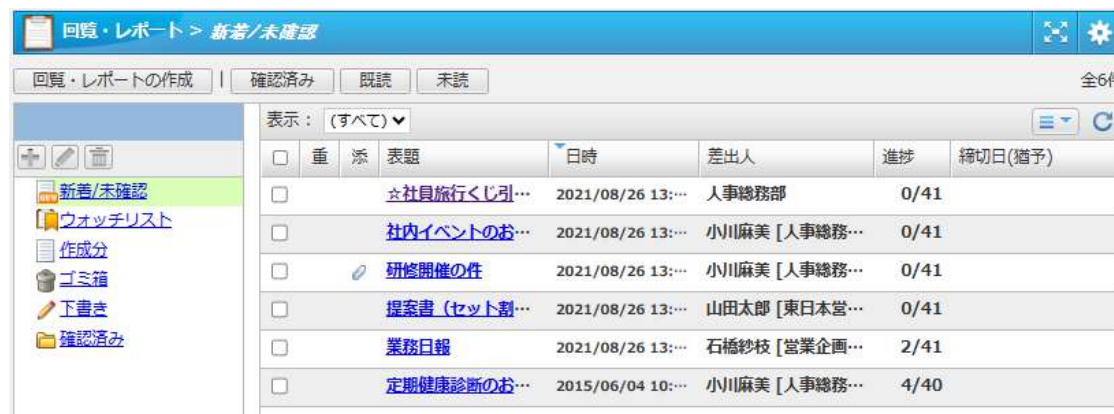 回覧・レポート > 新着/未確認
回覧・レポートの作成 | 確認済み 既読 未読 全6件
表示: (すべて)
重 添 表題 日時 差出人 進捗 締切日(猶予)
新着/未確認
ウォッチリスト
作成分
ゴミ箱
下書き
確認済み
☆社員旅行くじ引… 2021/08/26 13:… 人事総務部 0/41
社内イベントのお… 2021/08/26 13:… 小川麻美 [人事総務… 0/41
研修開催の件 2021/08/26 13:… 小川麻美 [人事総務… 0/41
提案書(セット割… 2021/08/26 13:… 山田太郎 [東日本営… 0/41
業務日報 2021/08/26 13:… 石橋紗枝 [営業企画… 2/41
定期健康診断のお… 2015/06/04 10:… 小川麻美 [人事総務… 4/40